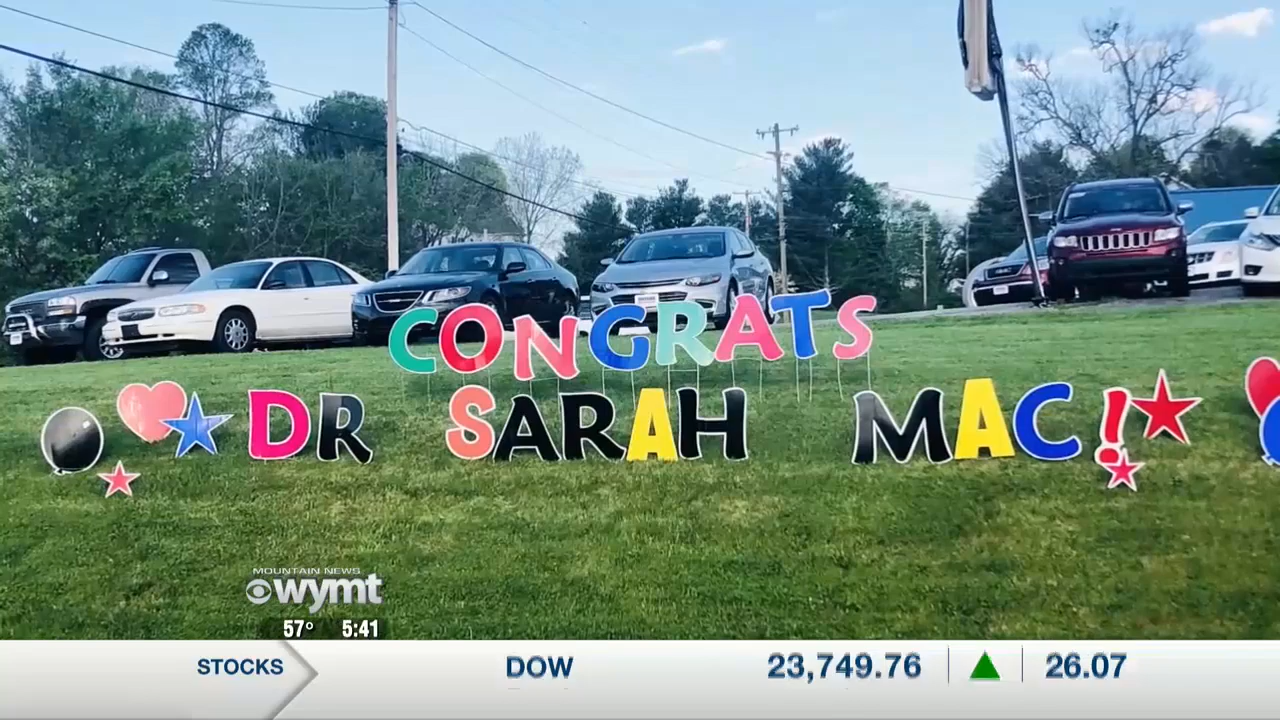 CONGRATS
DR SARAH MAC!
MOUNTAIN NEWS
wymt
57° 5:41
STOCKS DOW 23,749.76 26.07